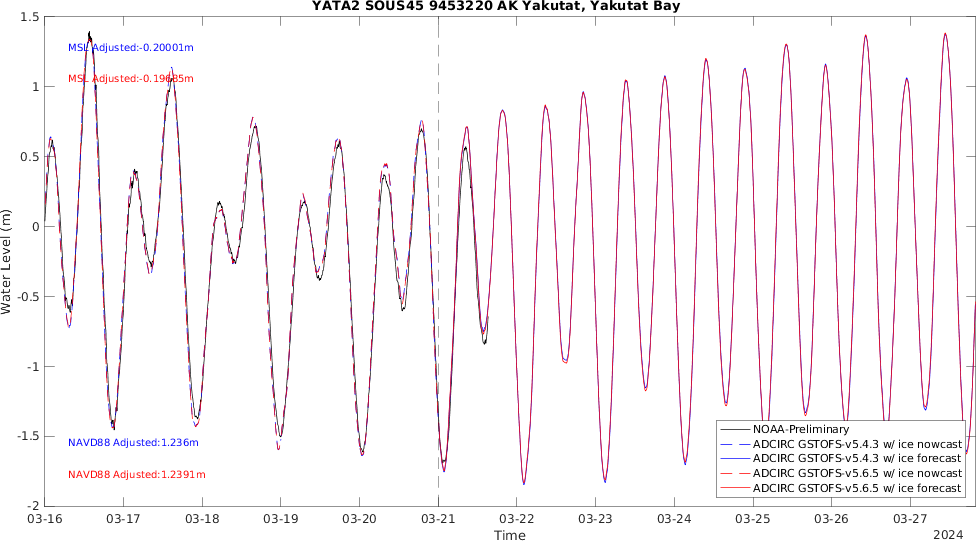 YATA2 SOUS45 9453220 AK Yakutat, Yakutat Bay
1.5
1
0.5
0
-0.5
-1
-1.5
-2
Water Level (m)
MSL Adjusted:-0.20001m
MSL Adjusted:-0.19685m
NAVD88 Adjusted:1.236m
NAVD88 Adjusted:1.2391m
NOAA-Preliminary
ADCIRC GSTOFS-v5.4.3 w/ ice nowcast
ADCIRC GSTOFS-v5.4.3 w/ ice forecast
ADCIRC GSTOFS-v5.6.5 w/ ice nowcast
ADCIRC GSTOFS-v5.6.5 w/ ice forecast
03-16 03-17 03-18 03-19 03-20 03-21 03-22 03-23 03-24 03-25 03-26 03-27
Time
2024